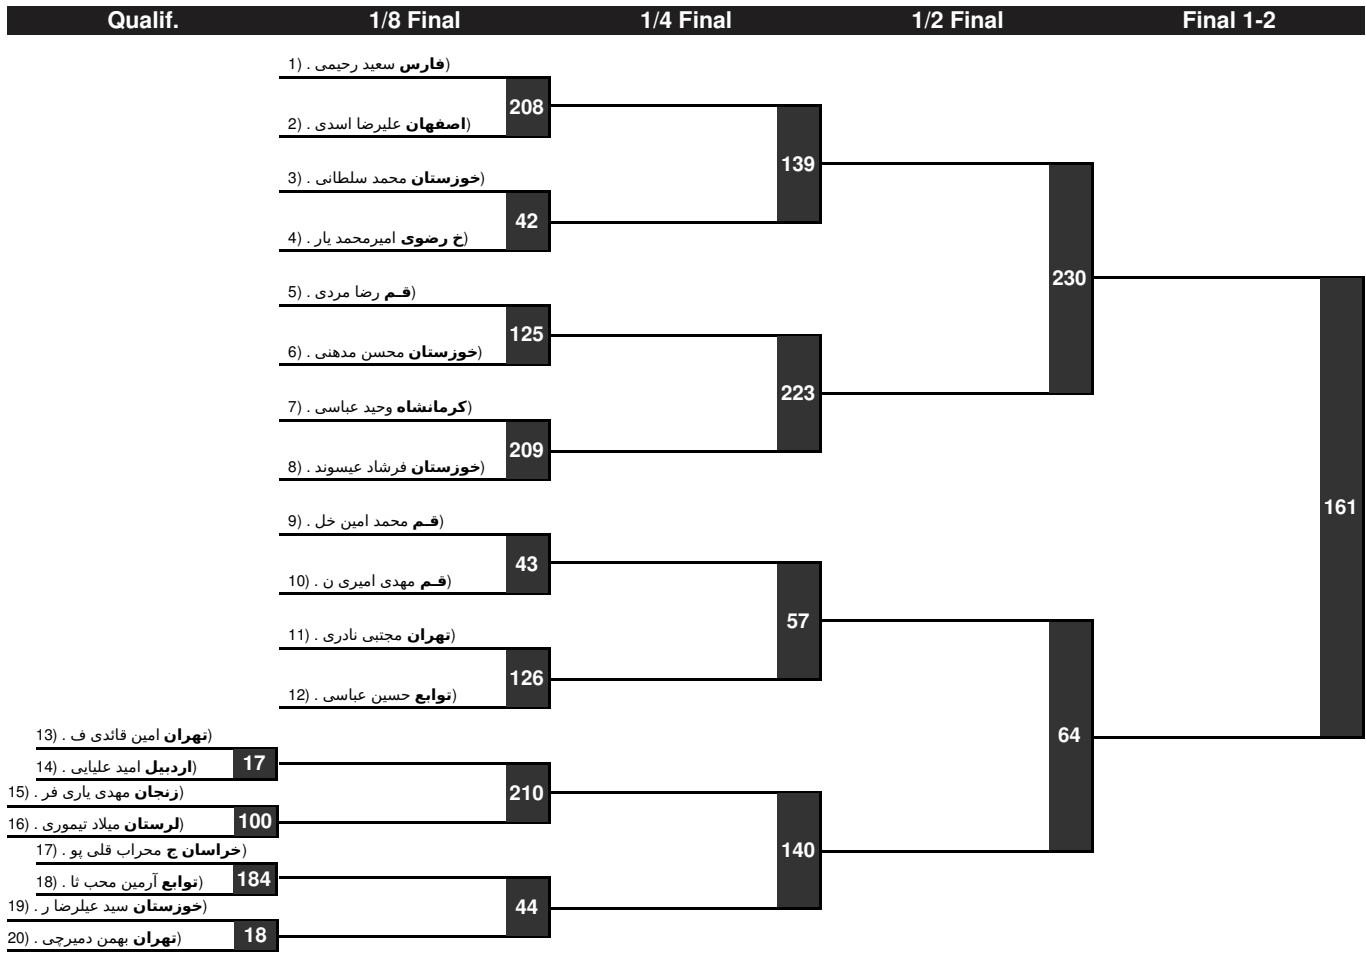 Qualif. 1/8 Final 1/4 Final 1/2 Final Final 1-2
1) . سعید رحیمی (فارس)
208
2) . علیرضا اسدی (اصفهان)
139
3) . محمد سلطانی (خوزستان)
42
4) . امیرمحمد یار (خ رضوی)
230
5) . رضا مردی (قـم)
125
6) . محسن مدهنی (خوزستان)
223
7) . وحید عباسی (کرمانشاه)
209
8) . فرشاد عیسوند (خوزستان)
161
9) . محمد امین خل (قـم)
43
10) . مهدی امیری ن (قـم)
57
11) . مجتبی نادری (تهران)
126
12) . حسین عباسی (توابع)
64
13) . امین قائدی ف (تهران)
17
14) . امید علیایی (اردبیل)
210
15) . مهدی یاری فر (زنجان)
100
16) . میلاد تیموری (لرستان)
140
17) . محراب قلی پو (خراسان ج)
184
18) . آرمین محب ثا (توابع)
44
19) . سید عیلرضا ر (خوزستان)
18
20) . بهمن دمیرچی (تهران)